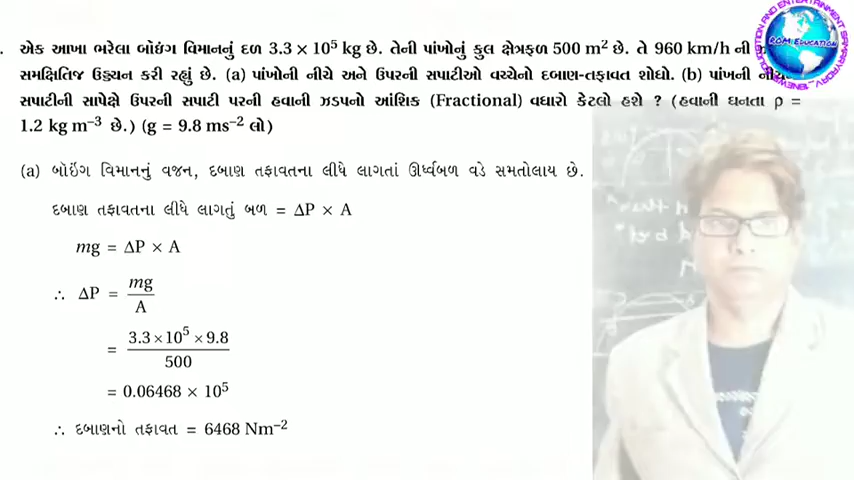 એક આખા ભરેલા બોઇંગ વિમાનનું દળ 3.3 × 10⁵ kg છે. તેની પાંખોનું કુલ ક્ષેત્રફળ 500 m² છે. તે 960 km/h ની
સમક્ષિતિજ ઉડ્ડયન કરી રહ્યું છે. (a) પાંખોની નીચે અને ઉપરની સપાટીઓ વચ્ચેનો દબાણ-તફાવત શોધો. (b) પાંખની
સપાટીની સાપેક્ષે ઉપરની સપાટી પરની હવાની ઝડપનો આંશિક (Fractional) વધારો કેટલો હશે ? (હવાની ઘનતા ρ =
1.2 kg m⁻³ છે.) (g = 9.8 ms⁻² લો)
(a) બોઇંગ વિમાનનું વજન, દબાણ તફાવતના લીધે લાગતાં ઊર્ધ્વબળ વડે સમતોલાય છે.
દબાણ તફાવતના લીધે લાગતું બળ = ΔP × A
mg = ΔP × A
∴ ΔP = mg
A
= 3.3 × 10⁵ × 9.8
500
= 0.06468 × 10⁵
∴ દબાણનો તફાવત = 6468 Nm⁻²
ROM EDUCATION